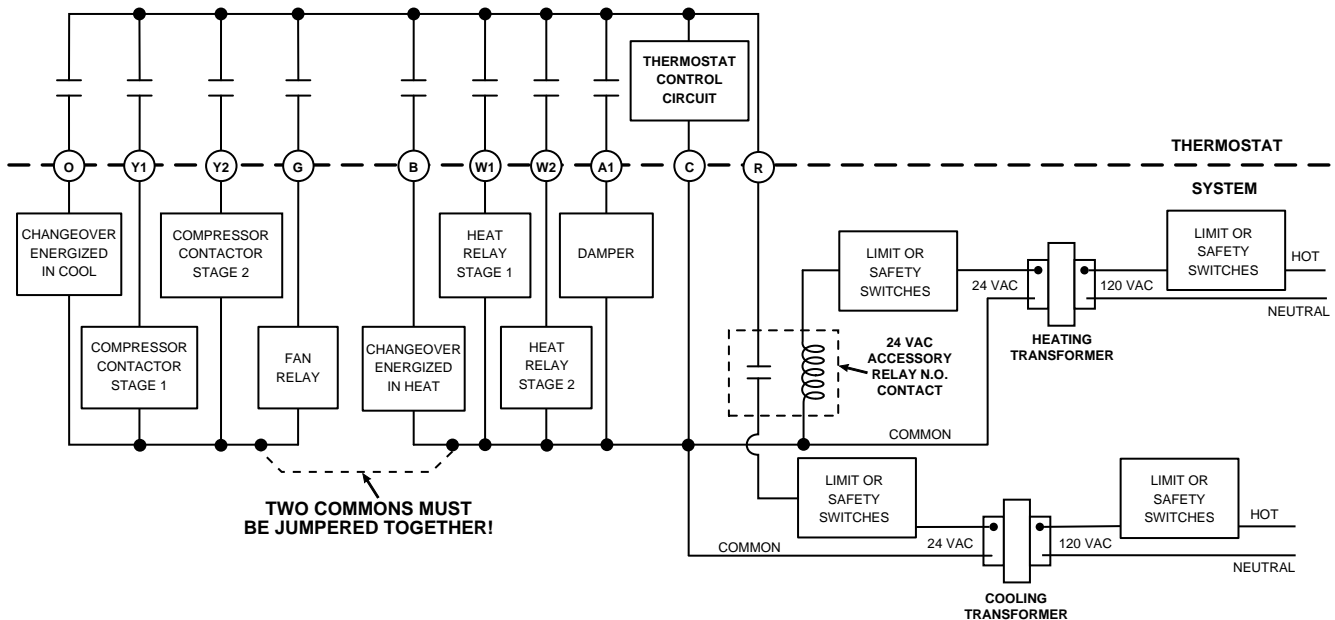 THERMOSTAT
CONTROL
CIRCUIT
O
Y1
Y2
G
B
W1
W2
A1
C
R
THERMOSTAT
SYSTEM
CHANGEOVER
ENERGIZED
IN COOL
COMPRESSOR
CONTACTOR
STAGE 2
HEAT
RELAY
STAGE 1
DAMPER
LIMIT OR
SAFETY
SWITCHES
24 VAC
120 VAC
LIMIT OR
SAFETY
SWITCHES
HOT
NEUTRAL
HEATING
TRANSFORMER
COMPRESSOR
CONTACTOR
STAGE 1
FAN
RELAY
CHANGEOVER
ENERGIZED
IN HEAT
HEAT
RELAY
STAGE 2
24 VAC
ACCESSORY
RELAY N.O.
CONTACT
COMMON
TWO COMMONS MUST
BE JUMPERED TOGETHER!
LIMIT OR
SAFETY
SWITCHES
COMMON
24 VAC
120 VAC
LIMIT OR
SAFETY
SWITCHES
HOT
NEUTRAL
COOLING
TRANSFORMER